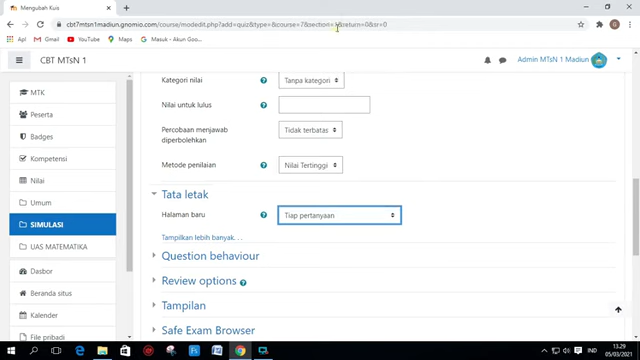 Mengubah Kuis
cbt7mtsn1madiun.gnomio.com/course/modedit.php?add=quiz&type=&course=7&section=3&return=0&sr=0
Apl
Gmail
YouTube
Maps
Masuk - Akun Goo...
CBT MTsN 1
Admin MTsN 1 Madiun
MTK
Peserta
Badges
Kompetensi
Nilai
Umum
SIMULASI
UAS MATEMATIKA
Dasbor
Beranda situs
Kalender
File pribadi
Kategori nilai
Tanpa kategori
Nilai untuk lulus
Percobaan menjawab
diperbolehkan
Tidak terbatas
Metode penilaian
Nilai Tertinggi
Tata letak
Halaman baru
Tiap pertanyaan
Tampilkan lebih banyak. . .
Question behaviour
Review options
Tampilan
Safe Exam Browser
IND
13.29
05/03/2021